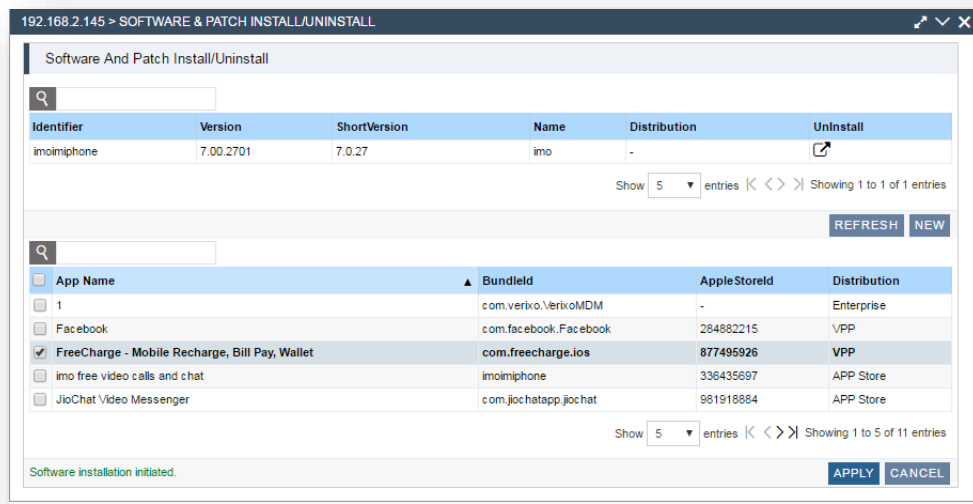 192.168.2.145 > SOFTWARE & PATCH INSTALL/UNINSTALL
Software And Patch Install/Uninstall
Identifier Version ShortVersion Name Distribution UnInstall
imoimiphone 7.00.2701 7.0.27 imo -
Show 5 entries Showing 1 to 1 of 1 entries
REFRESH NEW
App Name BundleId AppleStoreId Distribution
1 com.verixo.VerixoMDM - Enterprise
Facebook com.facebook.Facebook 284882215 VPP
FreeCharge - Mobile Recharge, Bill Pay, Wallet com.freecharge.ios 877495926 VPP
imo free video calls and chat imoimiphone 336435697 APP Store
JioChat Video Messenger com.jiochatapp.jiochat 981918884 APP Store
Show 5 entries Showing 1 to 5 of 11 entries
Software installation initiated. APPLY CANCEL